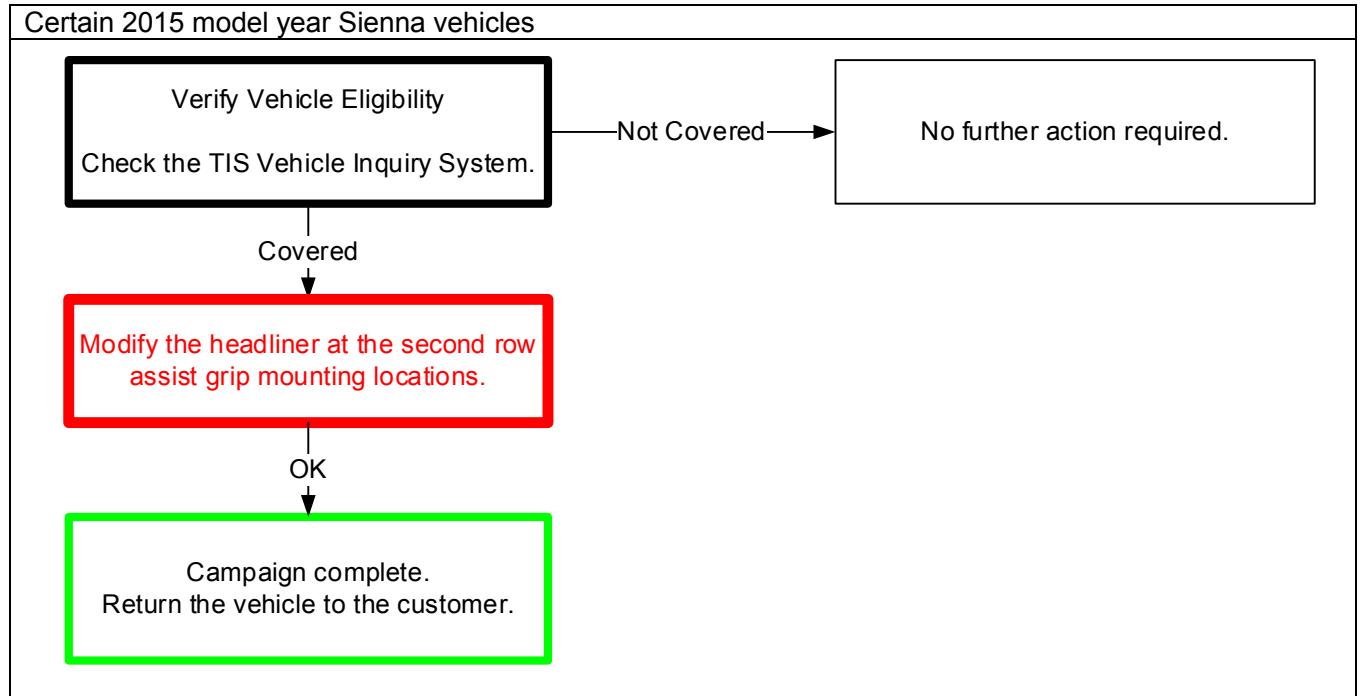 Certain 2015 model year Sienna vehicles
Verify Vehicle Eligibility
Check the TIS Vehicle Inquiry System.
Not Covered
No further action required.
Covered
Modify the headliner at the second row
assist grip mounting locations.
OK
Campaign complete.
Return the vehicle to the customer.